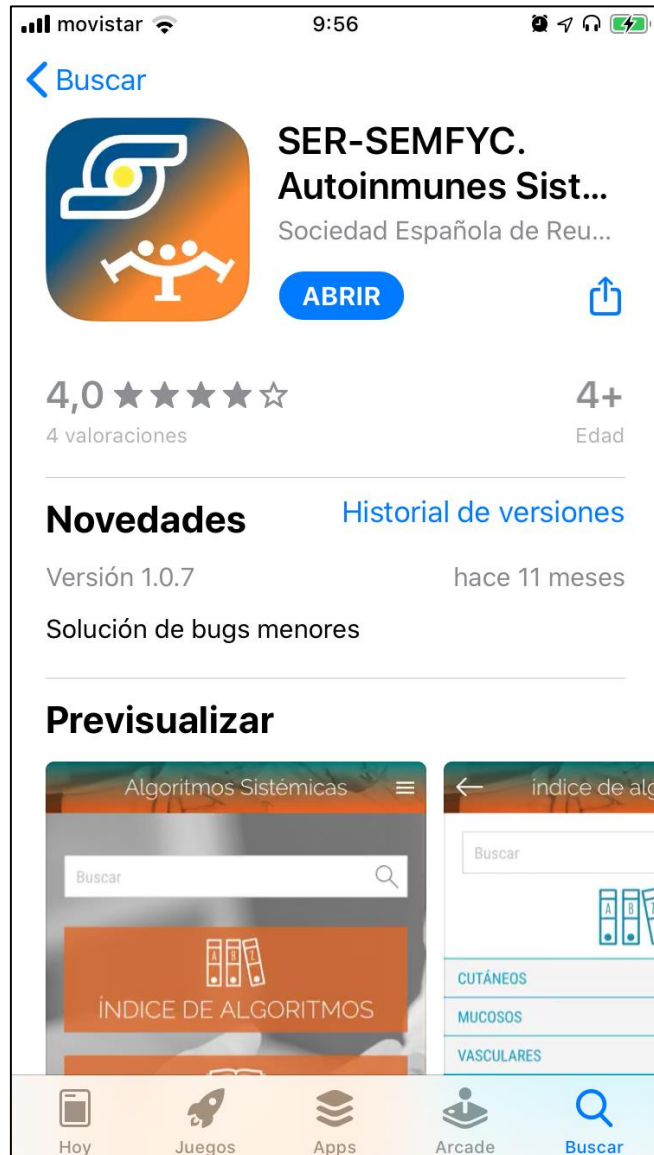 movistar 9:56
Buscar
SER-SEMFYC.
Autoinmunes Sist...
Sociedad Española de Reu...
ABRIR
4,0 ★★★★☆ 4+
4 valoraciones Edad
Novedades Historial de versiones
Versión 1.0.7 hace 11 meses
Solución de bugs menores
Previsualizar
Algoritmos Sistémicas
Buscar
A B Z
ÍNDICE DE ALGORITMOS
índice de alg
Buscar
A B Z
CUTÁNEOS
MUCOSOS
VASCULARES
Hoy Juegos Apps Arcade Buscar